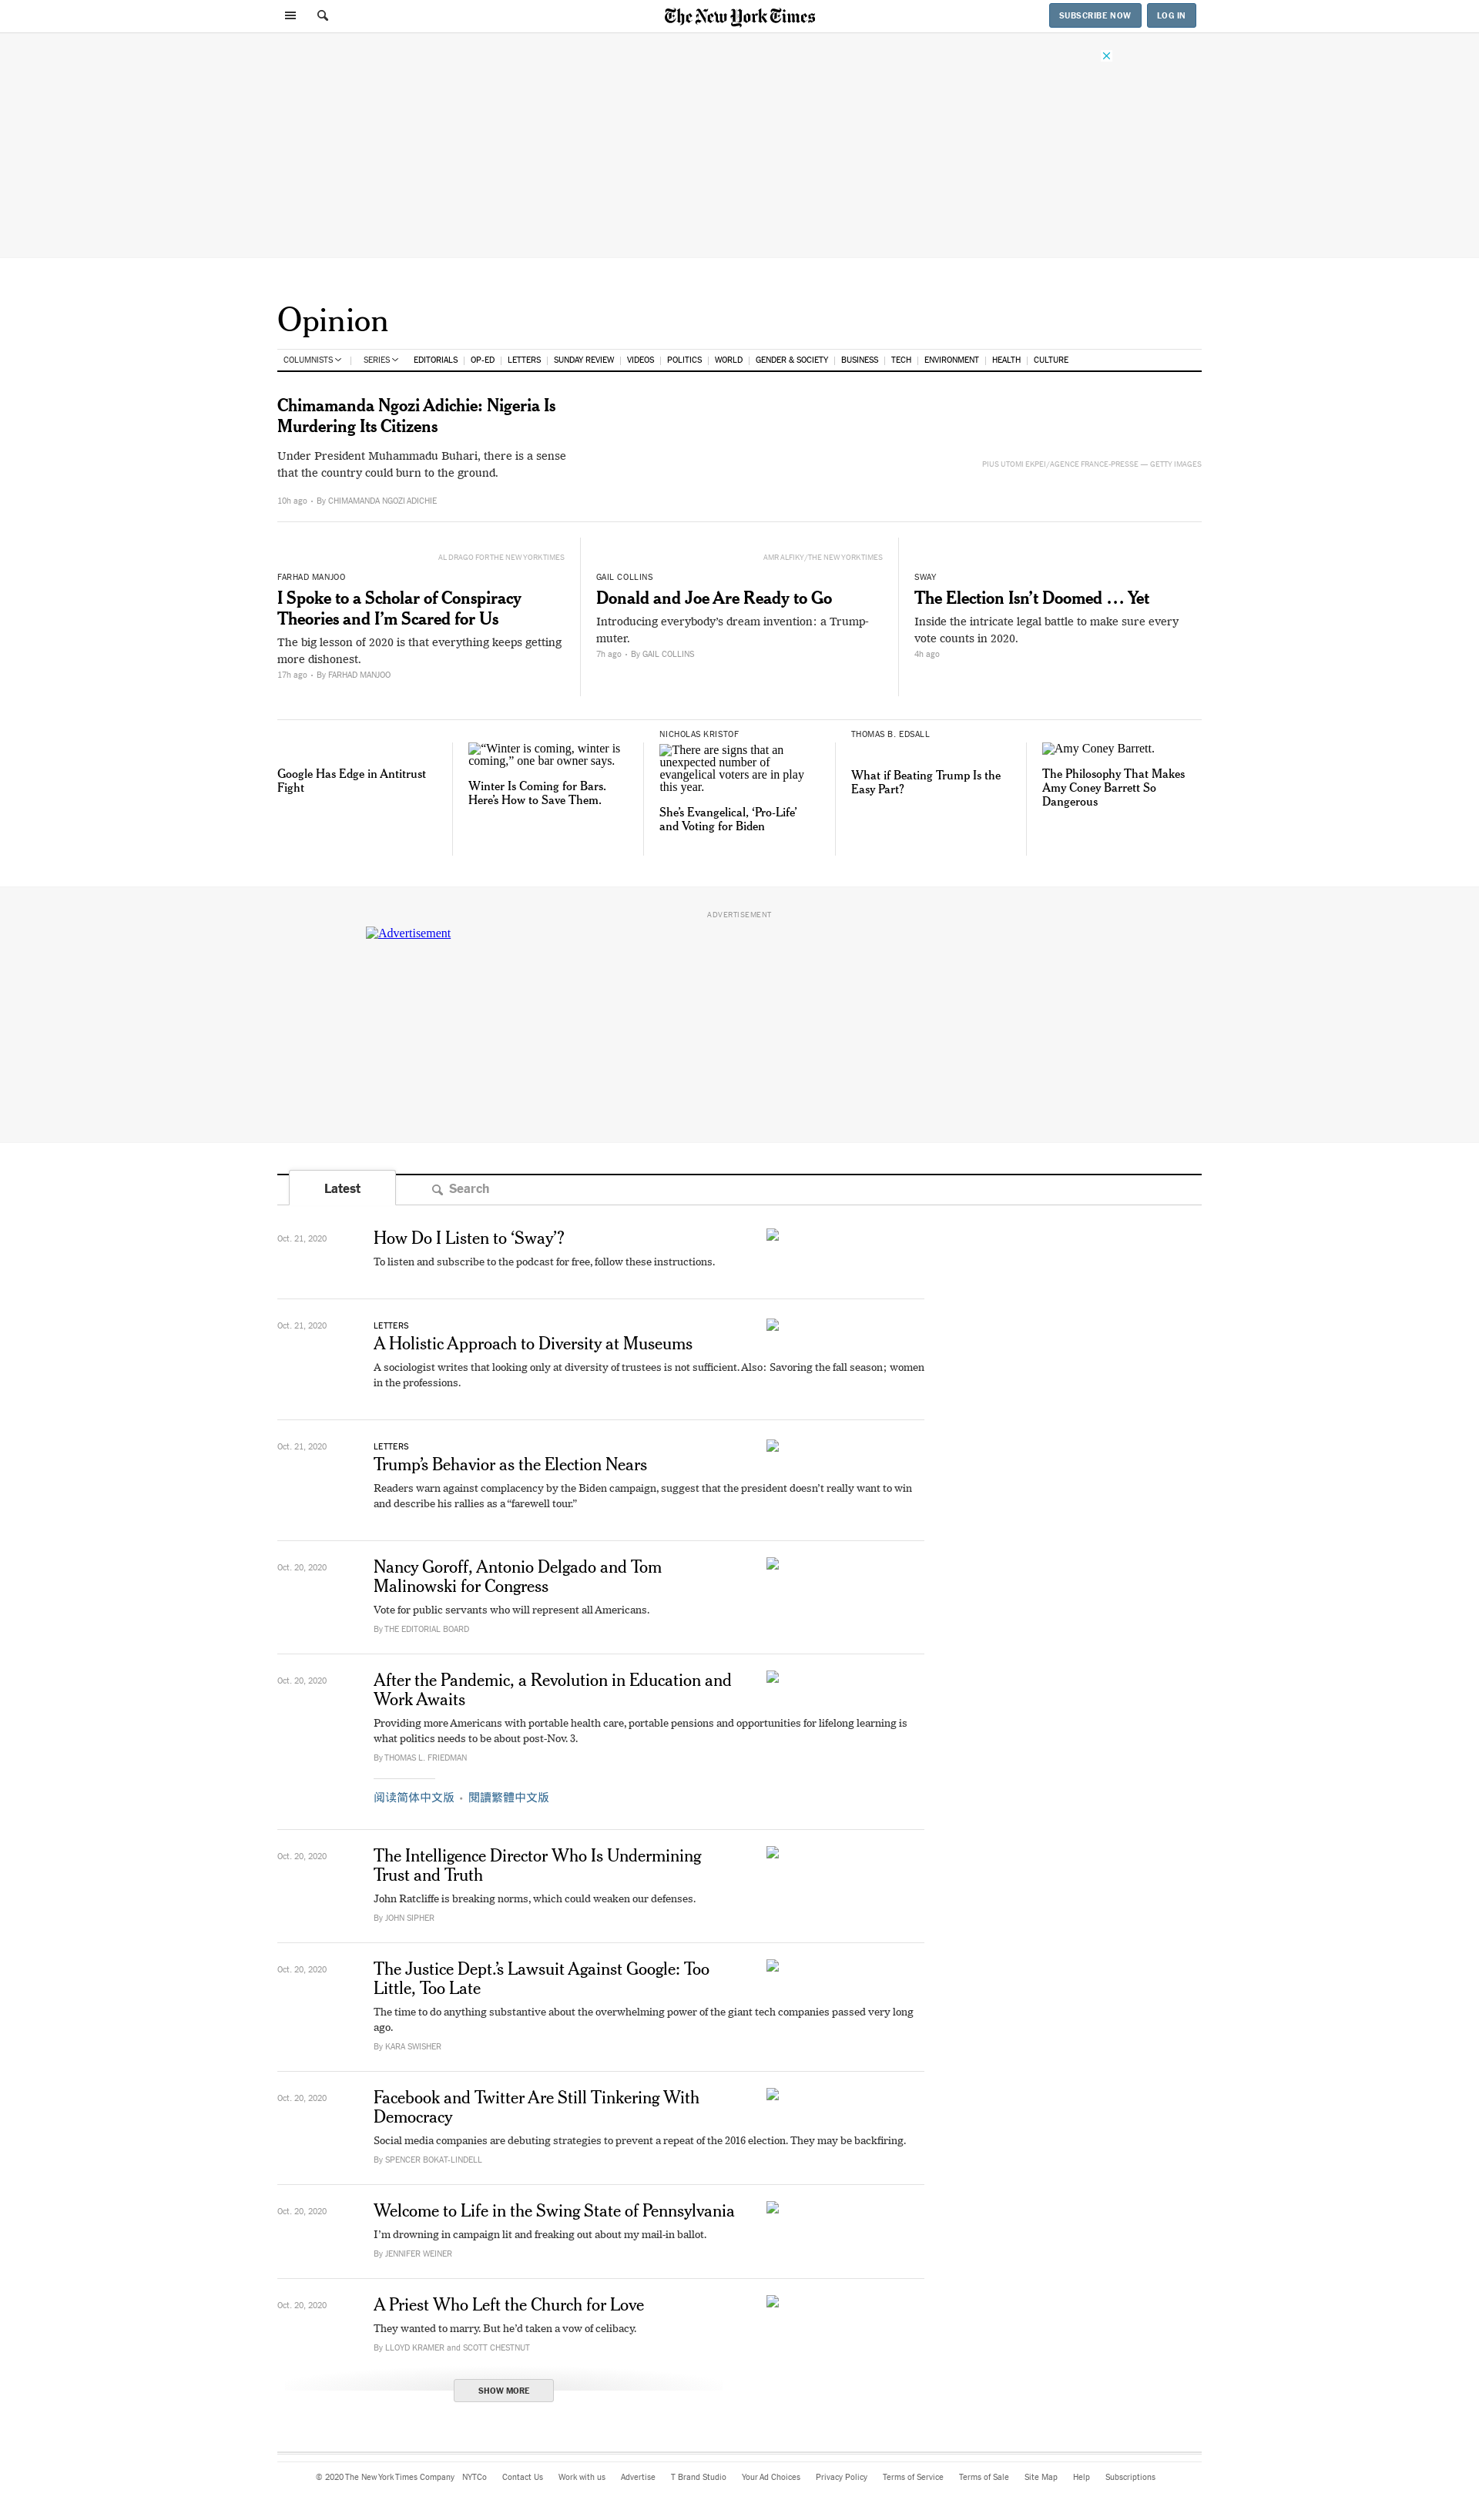 The New York Times
SUBSCRIBE NOW
LOG IN
Opinion
COLUMNISTS
SERIES
EDITORIALS
OP-ED
LETTERS
SUNDAY REVIEW
VIDEOS
POLITICS
WORLD
GENDER & SOCIETY
BUSINESS
TECH
ENVIRONMENT
HEALTH
CULTURE
Chimamanda Ngozi Adichie: Nigeria Is
Murdering Its Citizens
Under President Muhammadu Buhari, there is a sense
that the country could burn to the ground.
10h ago · By CHIMAMANDA NGOZI ADICHIE
PIUS UTOMI EKPEI/AGENCE FRANCE-PRESSE — GETTY IMAGES
AL DRAGO FOR THE NEW YORK TIMES
FARHAD MANJOO
I Spoke to a Scholar of Conspiracy
Theories and I’m Scared for Us
The big lesson of 2020 is that everything keeps getting
more dishonest.
17h ago · By FARHAD MANJOO
AMR ALFIKY/THE NEW YORK TIMES
GAIL COLLINS
Donald and Joe Are Ready to Go
Introducing everybody’s dream invention: a Trump-
muter.
7h ago · By GAIL COLLINS
SWAY
The Election Isn’t Doomed … Yet
Inside the intricate legal battle to make sure every
vote counts in 2020.
4h ago
Google Has Edge in Antitrust
Fight
“Winter is coming, winter is
coming,” one bar owner says.
Winter Is Coming for Bars.
Here’s How to Save Them.
NICHOLAS KRISTOF
There are signs that an
unexpected number of
evangelical voters are in play
this year.
She’s Evangelical, ‘Pro-Life’
and Voting for Biden
THOMAS B. EDSALL
What if Beating Trump Is the
Easy Part?
Amy Coney Barrett.
The Philosophy That Makes
Amy Coney Barrett So
Dangerous
ADVERTISEMENT
Advertisement
Latest
Search
Oct. 21, 2020
How Do I Listen to ‘Sway’?
To listen and subscribe to the podcast for free, follow these instructions.
Oct. 21, 2020
LETTERS
A Holistic Approach to Diversity at Museums
A sociologist writes that looking only at diversity of trustees is not sufficient. Also: Savoring the fall season; women
in the professions.
Oct. 21, 2020
LETTERS
Trump’s Behavior as the Election Nears
Readers warn against complacency by the Biden campaign, suggest that the president doesn’t really want to win
and describe his rallies as a “farewell tour.”
Oct. 20, 2020
Nancy Goroff, Antonio Delgado and Tom
Malinowski for Congress
Vote for public servants who will represent all Americans.
By THE EDITORIAL BOARD
Oct. 20, 2020
After the Pandemic, a Revolution in Education and
Work Awaits
Providing more Americans with portable health care, portable pensions and opportunities for lifelong learning is
what politics needs to be about post-Nov. 3.
By THOMAS L. FRIEDMAN
阅读简体中文版 · 閱讀繁體中文版
Oct. 20, 2020
The Intelligence Director Who Is Undermining
Trust and Truth
John Ratcliffe is breaking norms, which could weaken our defenses.
By JOHN SIPHER
Oct. 20, 2020
The Justice Dept.’s Lawsuit Against Google: Too
Little, Too Late
The time to do anything substantive about the overwhelming power of the giant tech companies passed very long
ago.
By KARA SWISHER
Oct. 20, 2020
Facebook and Twitter Are Still Tinkering With
Democracy
Social media companies are debuting strategies to prevent a repeat of the 2016 election. They may be backfiring.
By SPENCER BOKAT-LINDELL
Oct. 20, 2020
Welcome to Life in the Swing State of Pennsylvania
I’m drowning in campaign lit and freaking out about my mail-in ballot.
By JENNIFER WEINER
Oct. 20, 2020
A Priest Who Left the Church for Love
They wanted to marry. But he’d taken a vow of celibacy.
By LLOYD KRAMER and SCOTT CHESTNUT
SHOW MORE
© 2020 The New York Times Company NYTCo Contact Us Work with us Advertise T Brand Studio Your Ad Choices Privacy Policy Terms of Service Terms of Sale Site Map Help Subscriptions